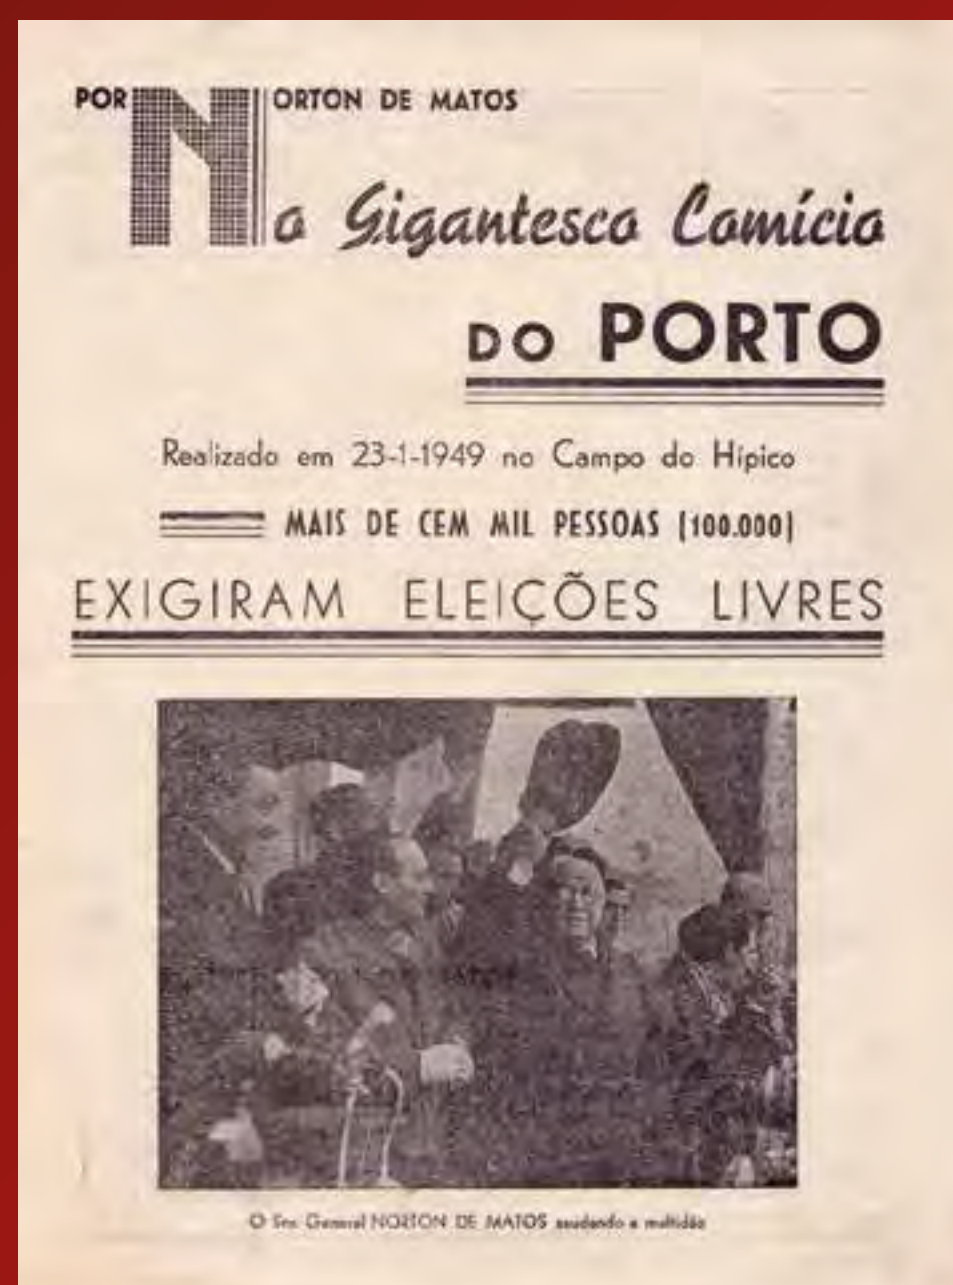 POR NORTON DE MATOS
No Gigantesco Comício
DO PORTO
Realizado em 23-1-1949 no Campo do Hípico
MAIS DE CEM MIL PESSOAS (100.000)
EXIGIRAM ELEIÇÕES LIVRES
O Snr. General NORTON DE MATOS saudando a multidão